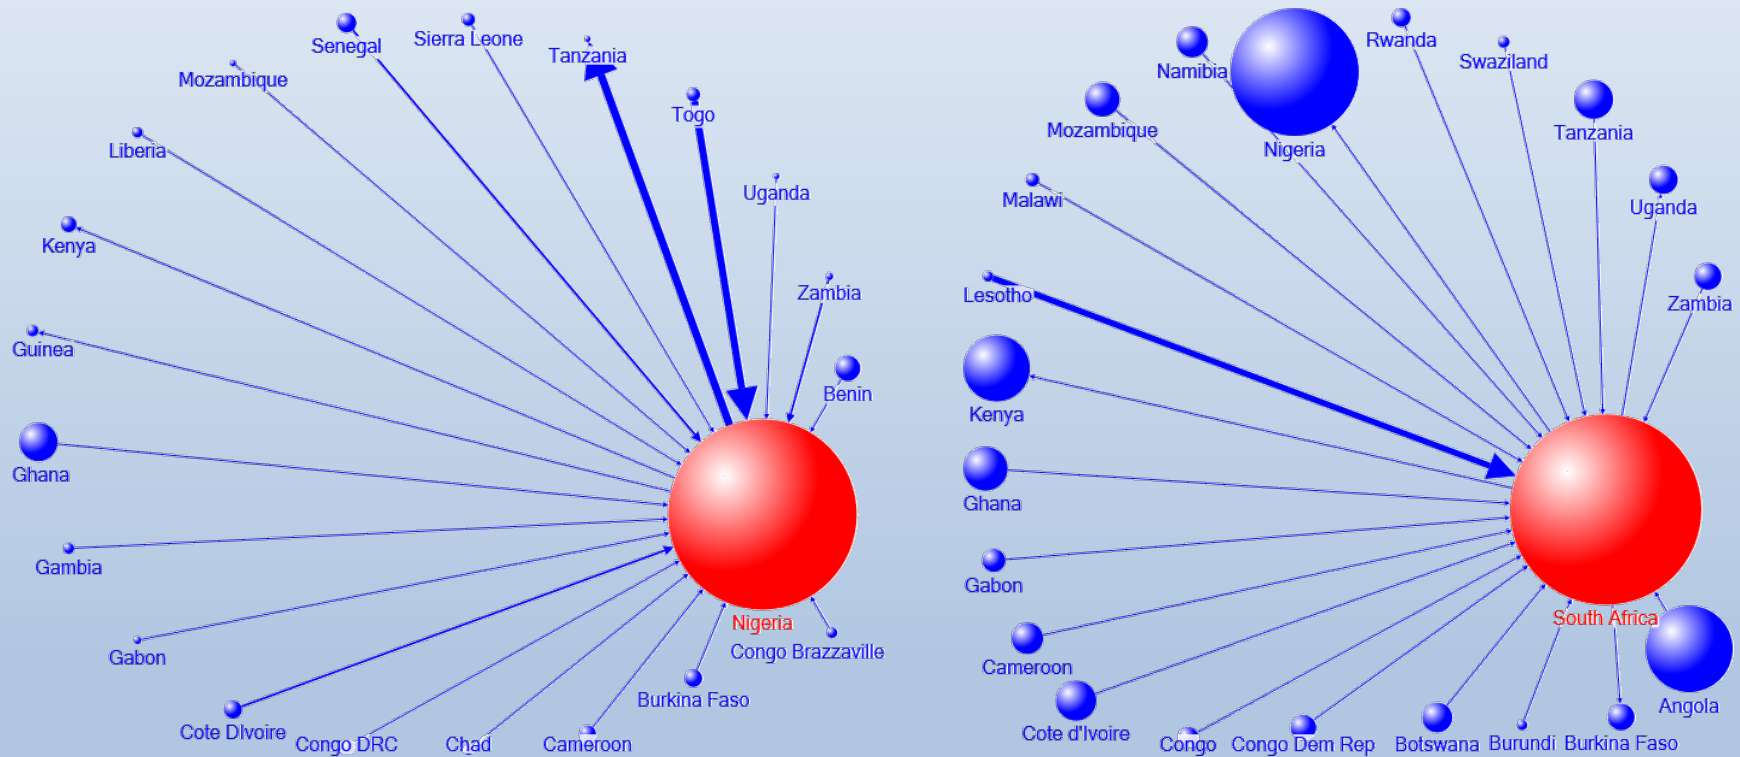 Senegal
Sierra Leone
Tanzania
Mozambique
Togo
Liberia
Uganda
Kenya
Zambia
Guinea
Benin
Ghana
Gambia
Nigeria
Gabon
Congo Brazzaville
Burkina Faso
Cote DIvoire
Congo DRC
Chad
Cameroon
Rwanda
Namibia
Swaziland
Mozambique
Nigeria
Tanzania
Malawi
Uganda
Lesotho
Zambia
Kenya
Ghana
Gabon
South Africa
Cameroon
Angola
Cote d'Ivoire
Congo
Congo Dem Rep
Botswana
Burundi
Burkina Faso